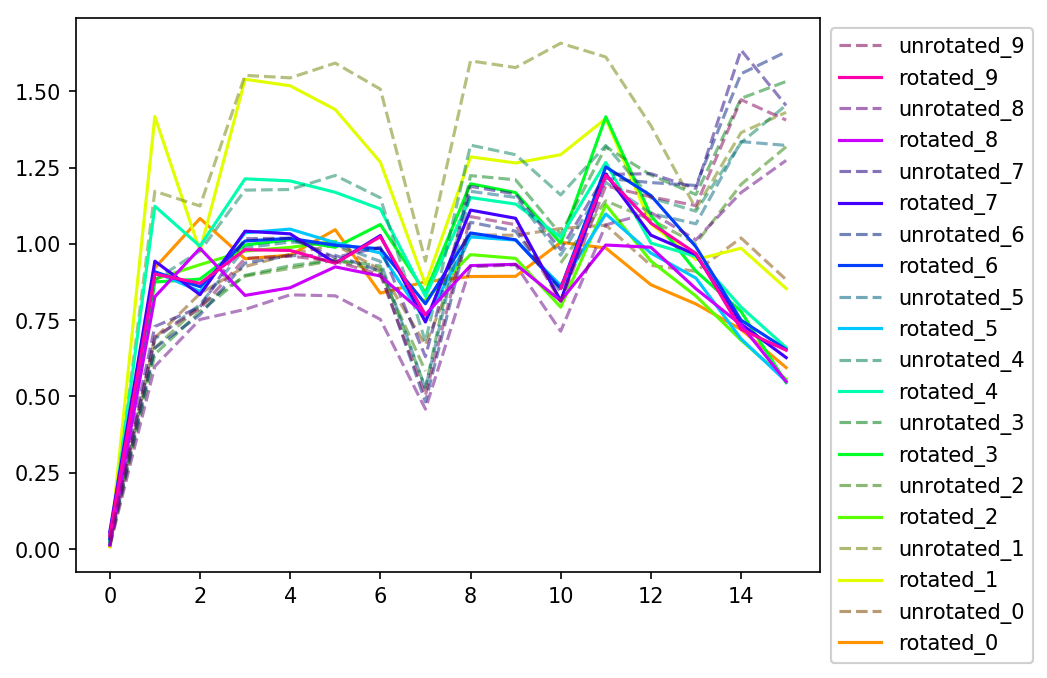 1.50
1.25
1.00
0.75
0.50
0.25
0.00
0 2 4 6 8 10 12 14
unrotated_9
rotated_9
unrotated_8
rotated_8
unrotated_7
rotated_7
unrotated_6
rotated_6
unrotated_5
rotated_5
unrotated_4
rotated_4
unrotated_3
rotated_3
unrotated_2
rotated_2
unrotated_1
rotated_1
unrotated_0
rotated_0